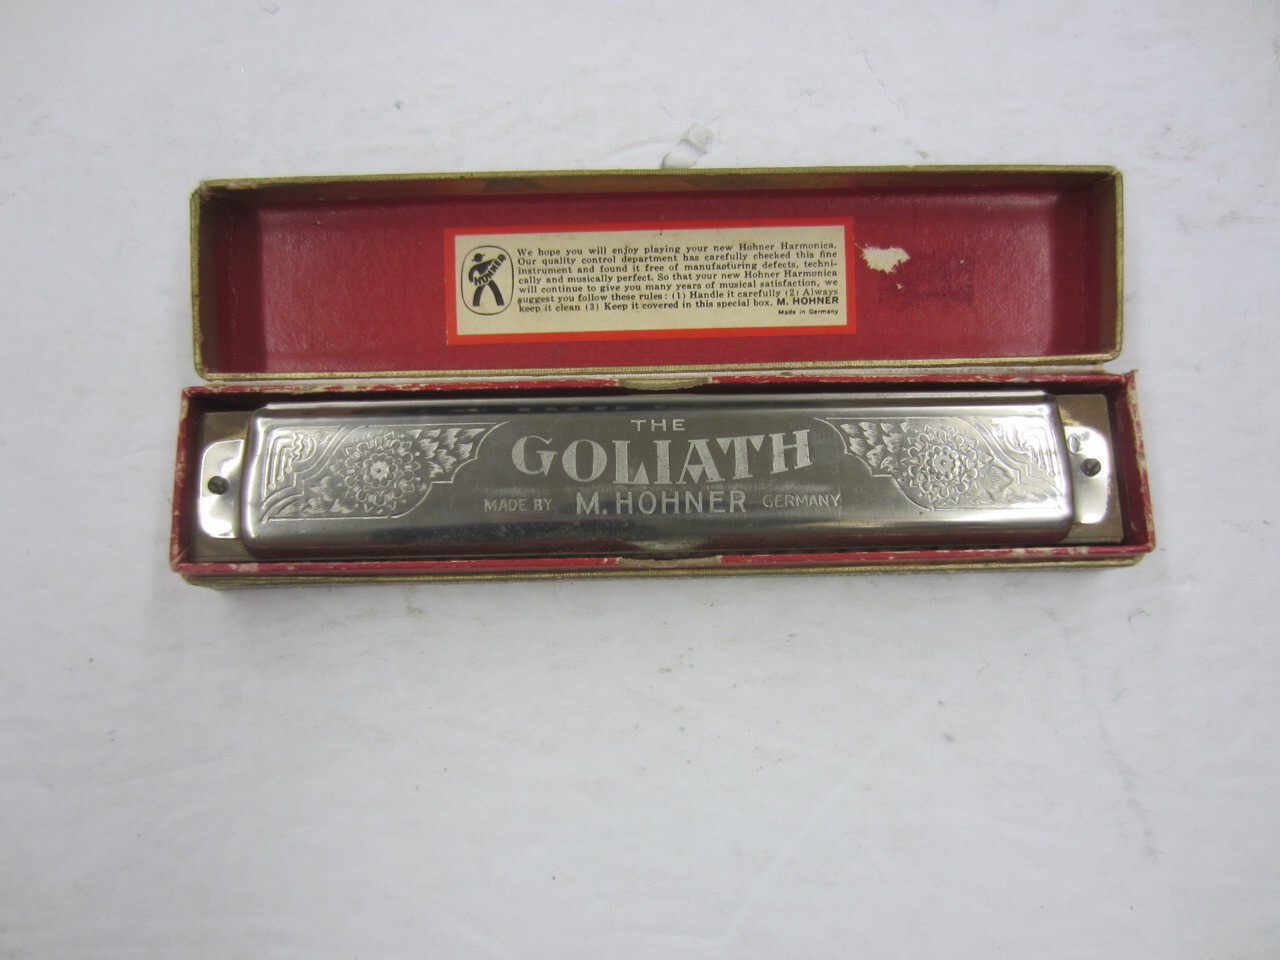 HOHNER
We hope you will enjoy playing your new Hohner Harmonica.
Our quality control department has carefully checked this fine
instrument and found it free of manufacturing defects, techni-
cally and musically perfect. So that your new Hohner Harmonica
will continue to give you many years of musical satisfaction, we
suggest you follow these rules: (1) Handle it carefully (2) Always
keep it clean (3) Keep it covered in this special box. M. HOHNER
Made in Germany
THE
GOLIATH
MADE BY M. HOHNER GERMANY